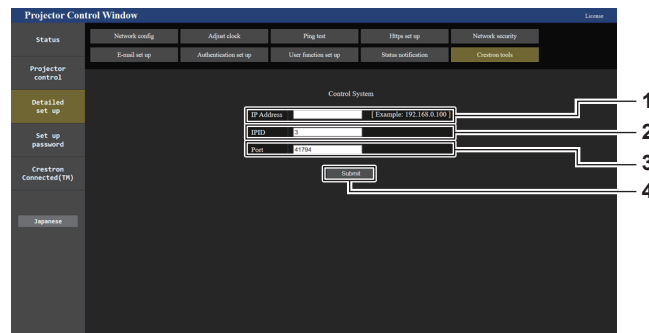 Projector Control Window
License
Status
Network config
Adjust clock
Ping test
Https set up
Network security
E-mail set up
Authentication set up
User function set up
Status notification
Crestron tools
Projector
control
Detailed
set up
Set up
password
Crestron
Connected(TM)
Japanese
Control System
IP Address
[ Example: 192.168.0.100 ]
1
IPID
3
2
Port
41794
3
Submit
4